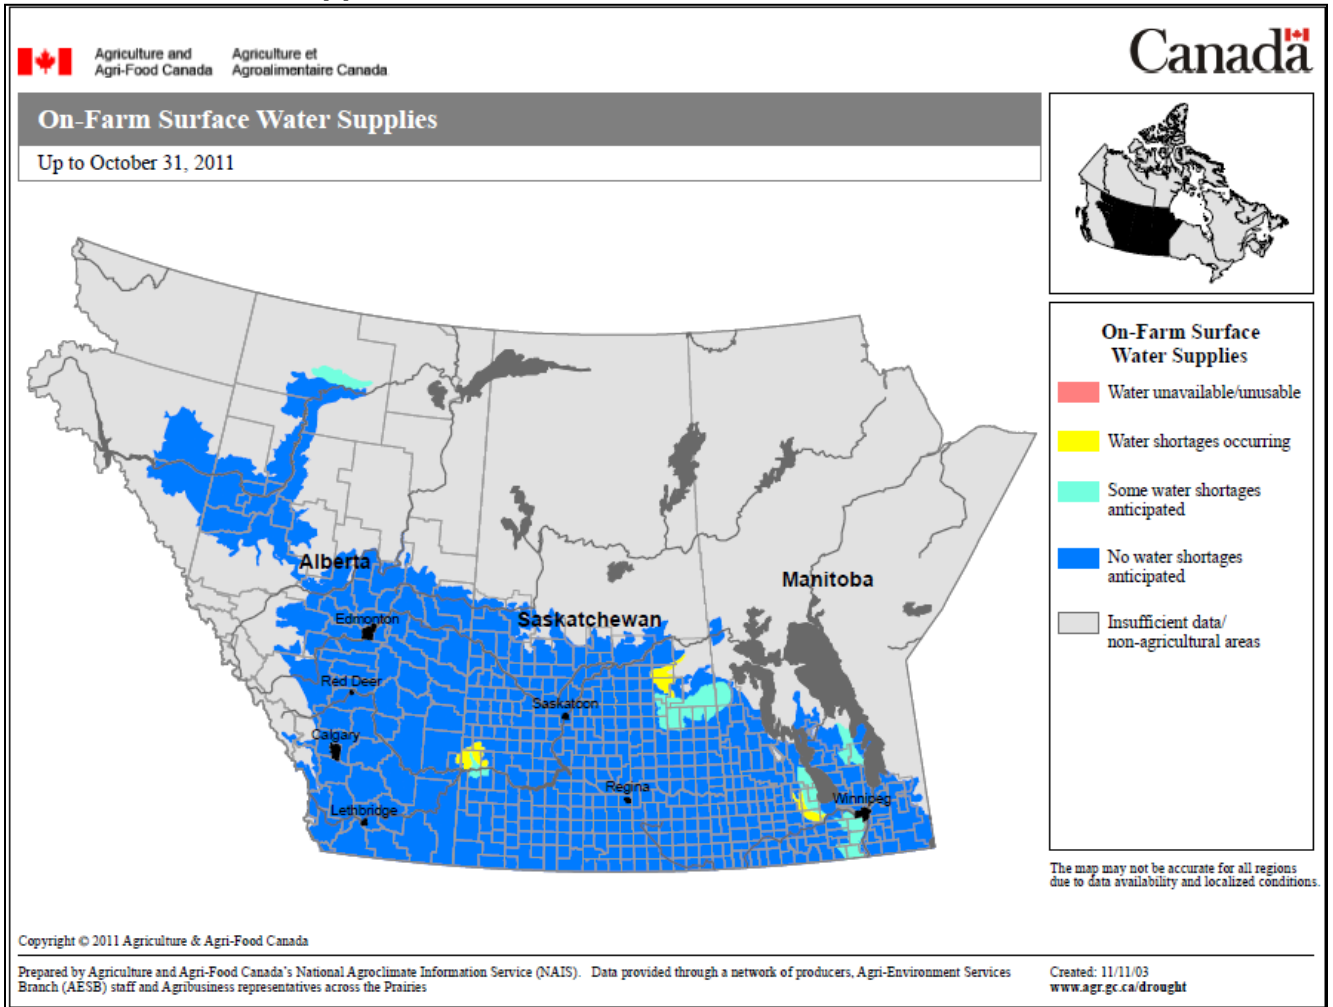 Agriculture and
Agri-Food Canada
Agriculture et
Agroalimentaire Canada
Canada
On-Farm Surface Water Supplies
Up to October 31, 2011
On-Farm Surface
Water Supplies
Water unavailable/unusable
Water shortages occurring
Some water shortages
anticipated
No water shortages
anticipated
Insufficient data/
non-agricultural areas
Alberta
Manitoba
Saskatchewan
Edmonton
Red Deer
Saskatoon
Calgary
Regina
Winnipeg
Lethbridge
The map may not be accurate for all regions
due to data availability and localized conditions.
Copyright © 2011 Agriculture & Agri-Food Canada
Prepared by Agriculture and Agri-Food Canada's National Agroclimate Information Service (NAIS). Data provided through a network of producers, Agri-Environment Services
Branch (AESB) staff and Agribusiness representatives across the Prairies
Created: 11/11/03
www.agr.gc.ca/drought